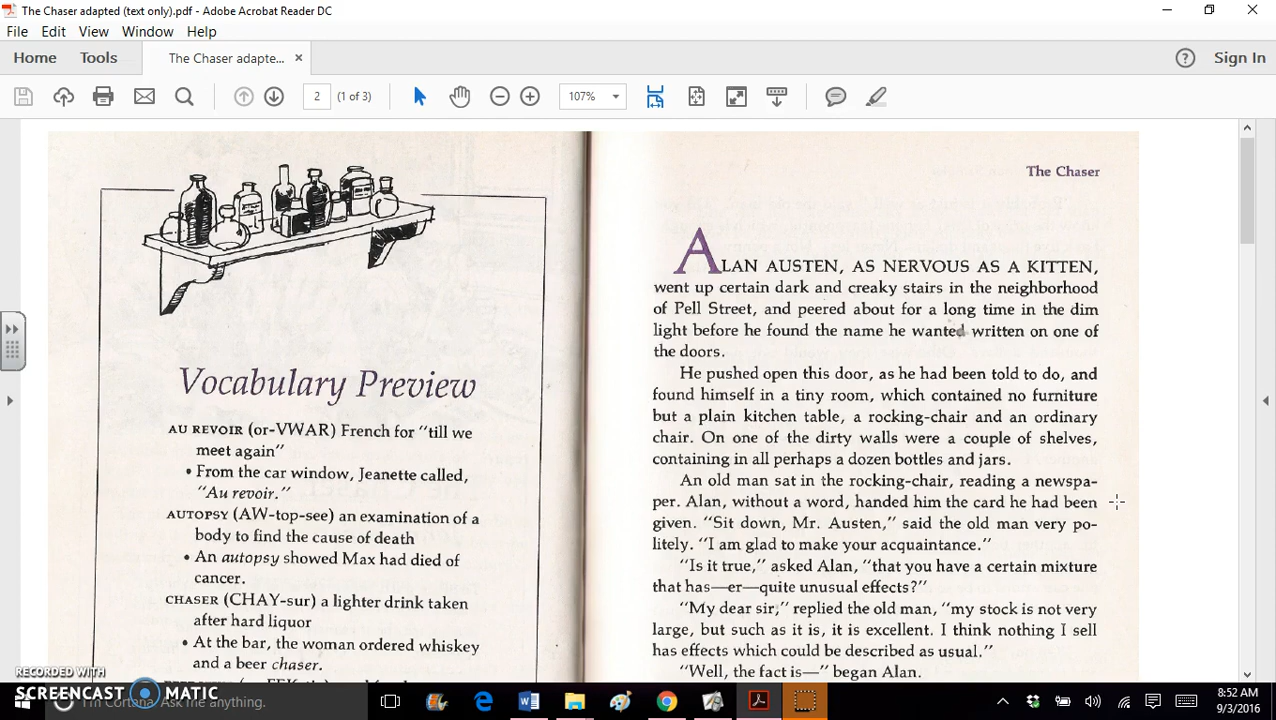 The Chaser adapted (text only).pdf - Adobe Acrobat Reader DC
File Edit View Window Help
Home Tools The Chaser adapte... × Sign In
2 (1 of 3) 107%
Vocabulary Preview
AU REVOIR (or-VWAR) French for "till we
meet again"
• From the car window, Jeanette called,
"Au revoir."
AUTOPSY (AW-top-see) an examination of a
body to find the cause of death
• An autopsy showed Max had died of
cancer.
CHASER (CHAY-sur) a lighter drink taken
after hard liquor
• At the bar, the woman ordered whiskey
and a beer chaser.
The Chaser
ALAN AUSTEN, AS NERVOUS AS A KITTEN,
went up certain dark and creaky stairs in the neighborhood
of Pell Street, and peered about for a long time in the dim
light before he found the name he wanted written on one of
the doors.
He pushed open this door, as he had been told to do, and
found himself in a tiny room, which contained no furniture
but a plain kitchen table, a rocking-chair and an ordinary
chair. On one of the dirty walls were a couple of shelves,
containing in all perhaps a dozen bottles and jars.
An old man sat in the rocking-chair, reading a newspa-
per. Alan, without a word, handed him the card he had been
given. "Sit down, Mr. Austen," said the old man very po-
litely. "I am glad to make your acquaintance."
"Is it true," asked Alan, "that you have a certain mixture
that has—er—quite unusual effects?"
"My dear sir," replied the old man, "my stock is not very
large, but such as it is, it is excellent. I think nothing I sell
has effects which could be described as usual."
"Well, the fact is—" began Alan.
RECORDED WITH
SCREENCAST MATIC
I'm Cortana. Ask me anything.
8:52 AM
9/3/2016